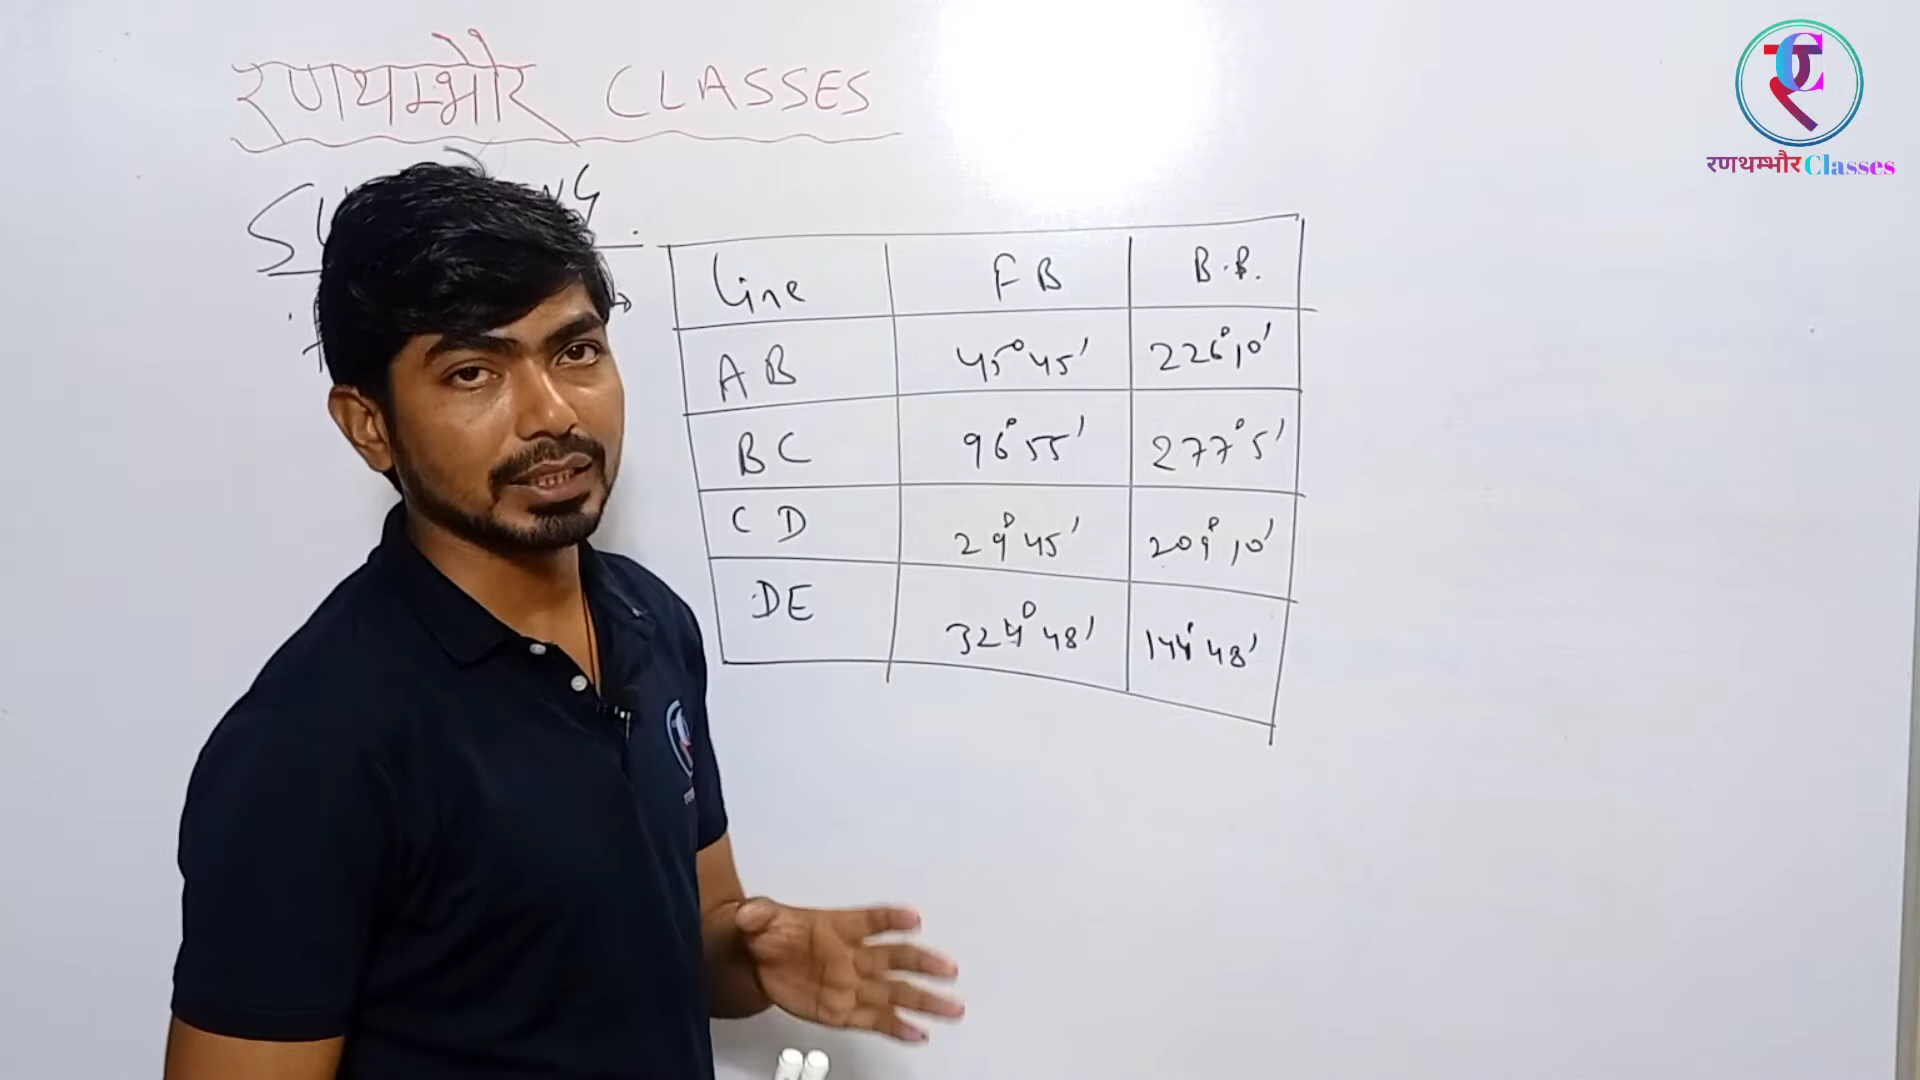 रणथम्भौर CLASSES
रणथम्भौर Classes
Line FB B.B.
AB 45°45' 226°10'
BC 96°55' 277°5'
CD 29°45' 209°10'
DE 324°48' 144°48'